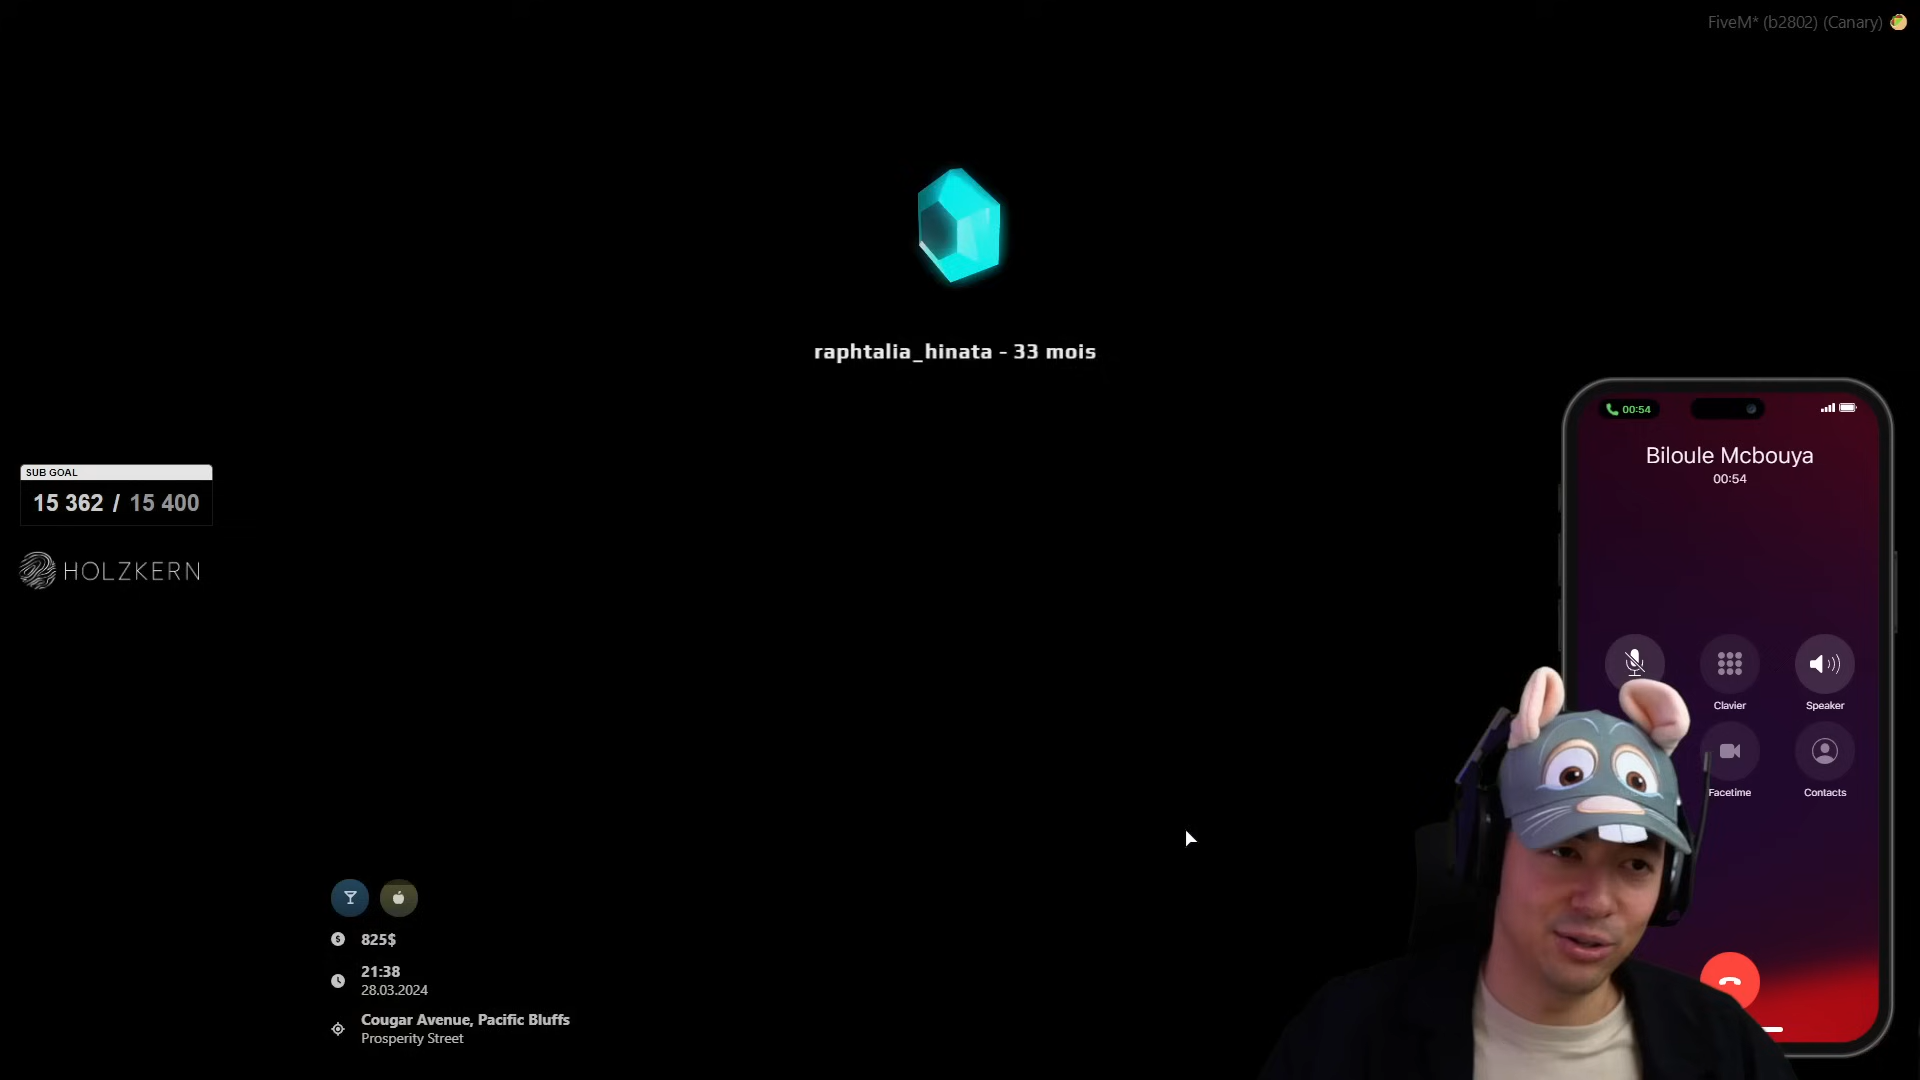 FiveM* (b2802) (Canary)
raphtalia_hinata - 33 mois
SUB GOAL
15 362 / 15 400
HOLZKERN
00:54
Biloule Mcbouya
00:54
Clavier
Speaker
Facetime
Contacts
825$
21:38
28.03.2024
Cougar Avenue, Pacific Bluffs
Prosperity Street